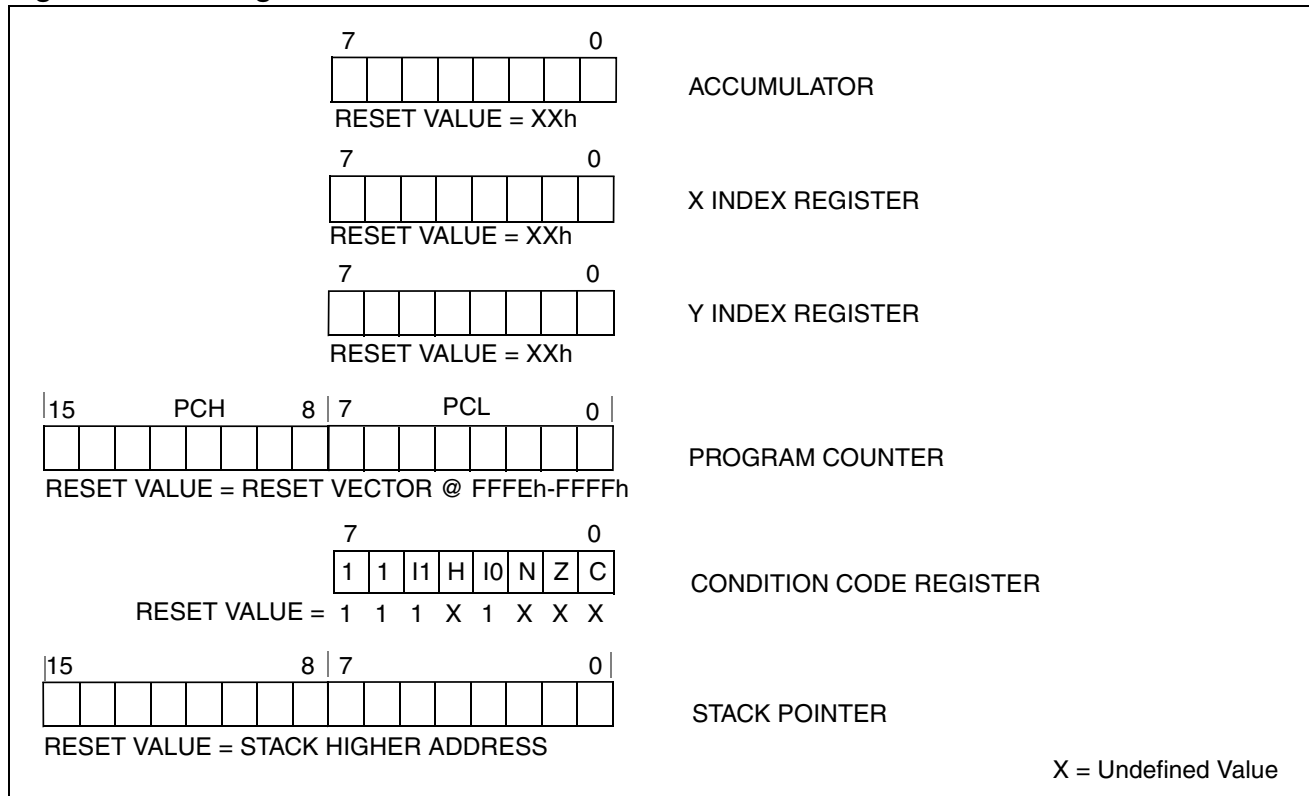 7 0
ACCUMULATOR
RESET VALUE = XXh
7 0
X INDEX REGISTER
RESET VALUE = XXh
7 0
Y INDEX REGISTER
RESET VALUE = XXh
15 PCH 8 7 PCL 0
PROGRAM COUNTER
RESET VALUE = RESET VECTOR @ FFFEh-FFFFh
7 0
1 1 I1 H I0 N Z C
CONDITION CODE REGISTER
RESET VALUE = 1 1 1 X 1 X X X
15 8 7 0
STACK POINTER
RESET VALUE = STACK HIGHER ADDRESS
X = Undefined Value